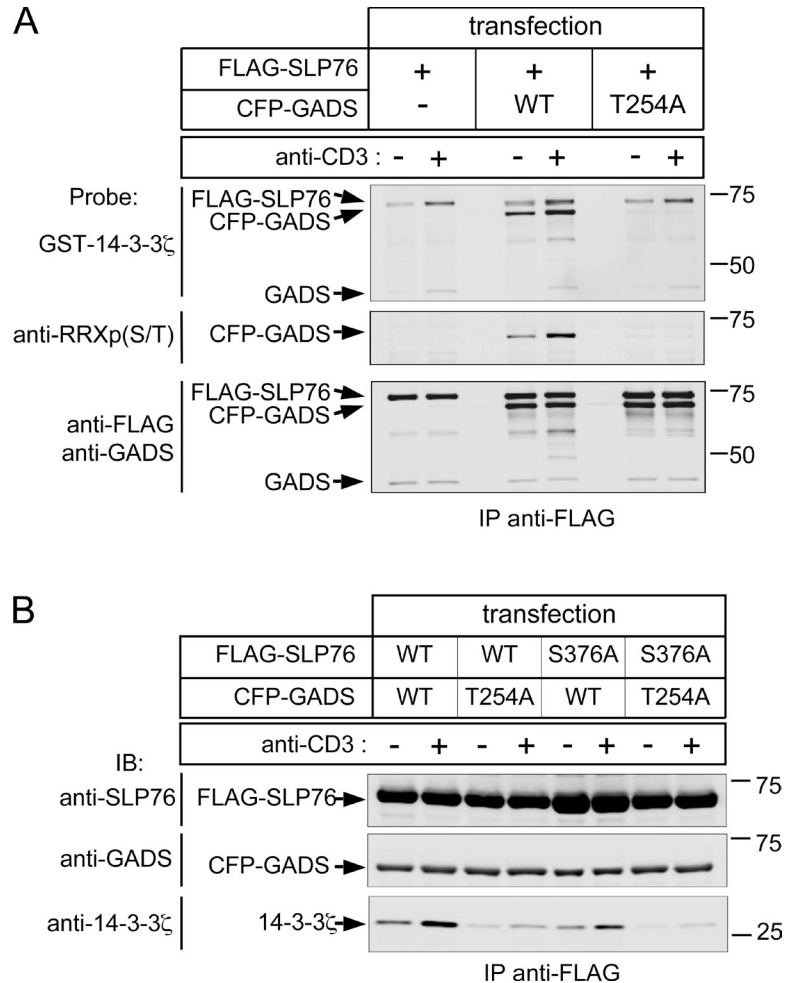 A
transfection
FLAG-SLP76 + + +
CFP-GADS - WT T254A
anti-CD3 : - + - + - +
Probe:
GST-14-3-3ζ
FLAG-SLP76
CFP-GADS
GADS
75
50
anti-RRXp(S/T)
CFP-GADS
75
anti-FLAG
anti-GADS
FLAG-SLP76
CFP-GADS
GADS
75
50
IP anti-FLAG
B
transfection
FLAG-SLP76 WT WT S376A S376A
CFP-GADS WT T254A WT T254A
anti-CD3 : - + - + - + - +
IB:
anti-SLP76 FLAG-SLP76 75
anti-GADS CFP-GADS 75
anti-14-3-3ζ 14-3-3ζ 25
IP anti-FLAG